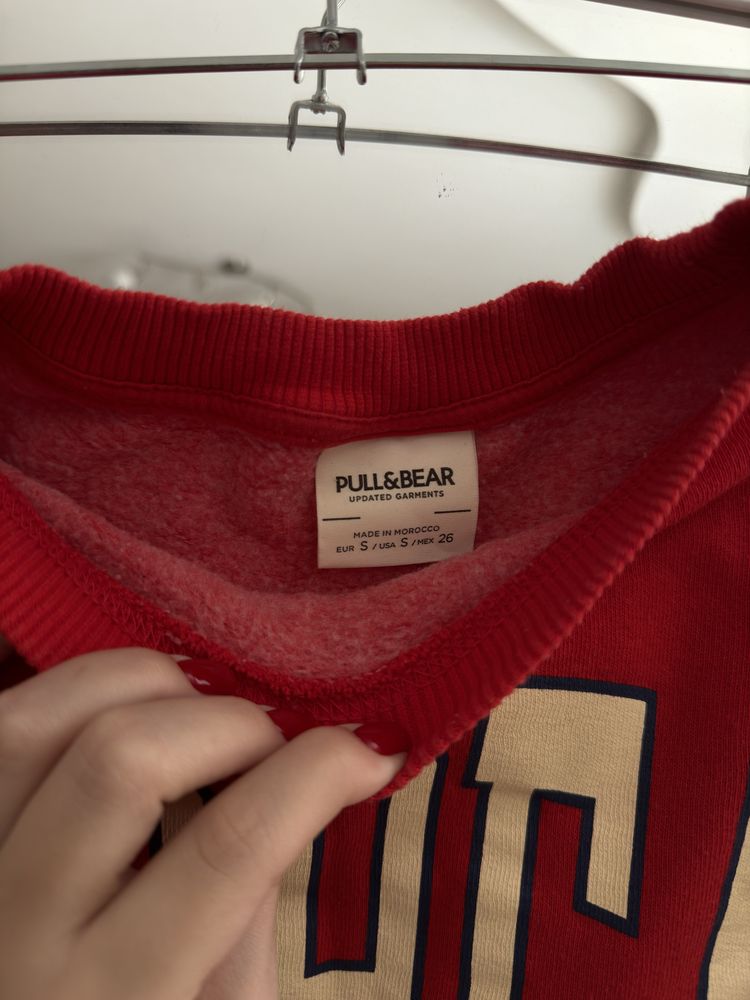 PULL&BEAR
UPDATED GARMENTS
MADE IN MOROCCO
EUR S / USA S / MEX 26